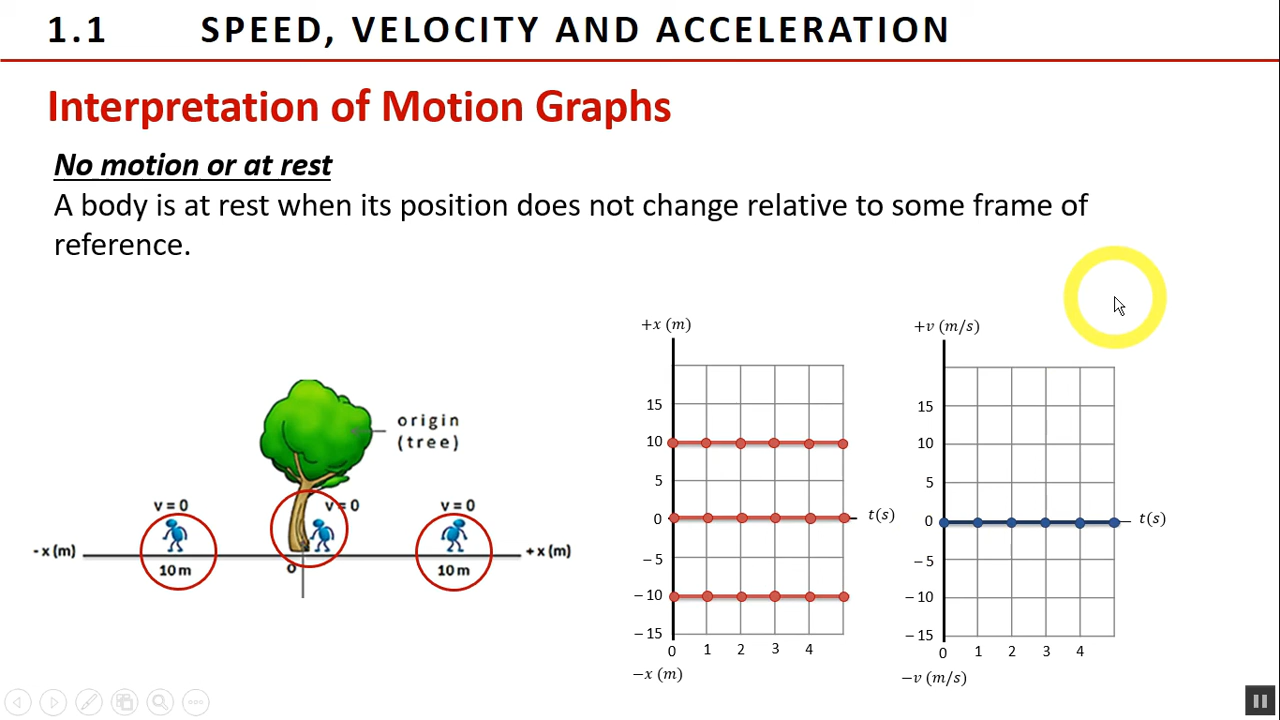 1.1 SPEED, VELOCITY AND ACCELERATION
Interpretation of Motion Graphs
No motion or at rest
A body is at rest when its position does not change relative to some frame of
reference.
origin
(tree)
v = 0
v = 0
v = 0
- x (m)
+ x (m)
10 m
O
10 m
+x (m)
15
10
5
0
t(s)
– 5
– 10
– 15
0 1 2 3 4
−x (m)
+v (m/s)
15
10
5
0
t(s)
– 5
– 10
– 15
0 1 2 3 4
−v (m/s)